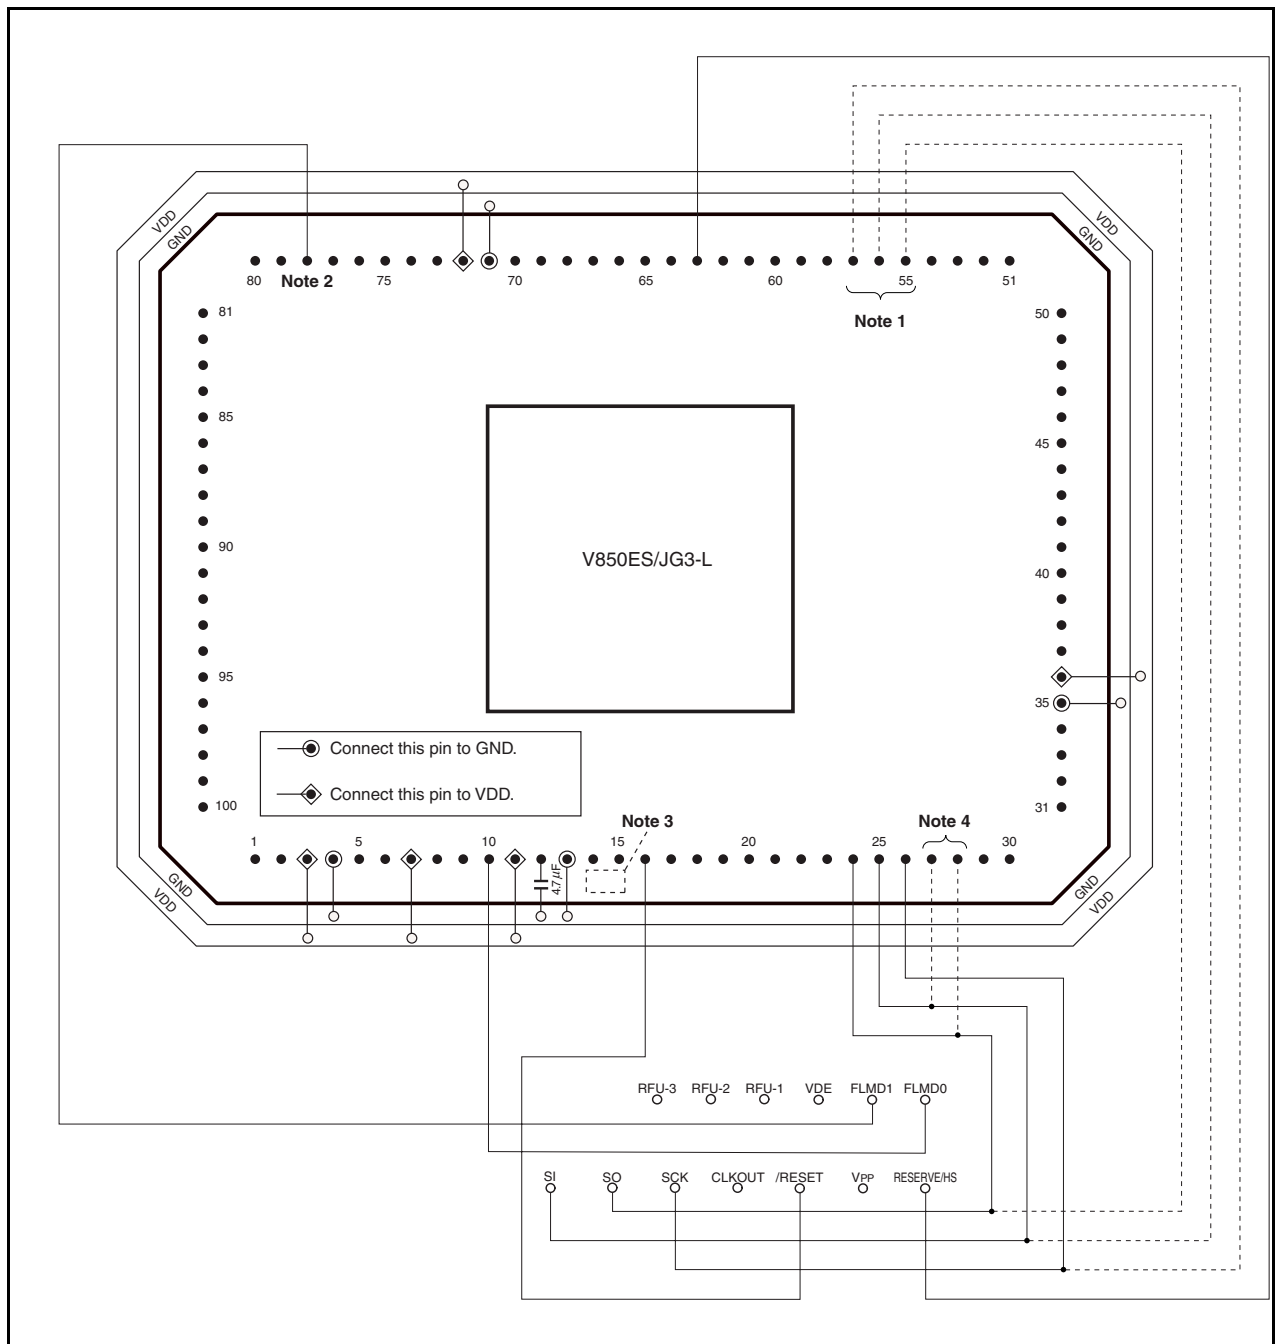 VDD
GND
VDD
GND
80 Note 2 75 70 65 60 55 51
Note 1
81
50
85
45
90
V850ES/JG3-L
40
95
35
Connect this pin to GND.
Connect this pin to VDD.
100
31
Note 3
Note 4
1 5 10 15 20 25 30
4.7 μF
GND
VDD
GND
VDD
RFU-3 RFU-2 RFU-1 VDE FLMD1 FLMD0
SI SO SCK CLKOUT /RESET VPP RESERVE/HS